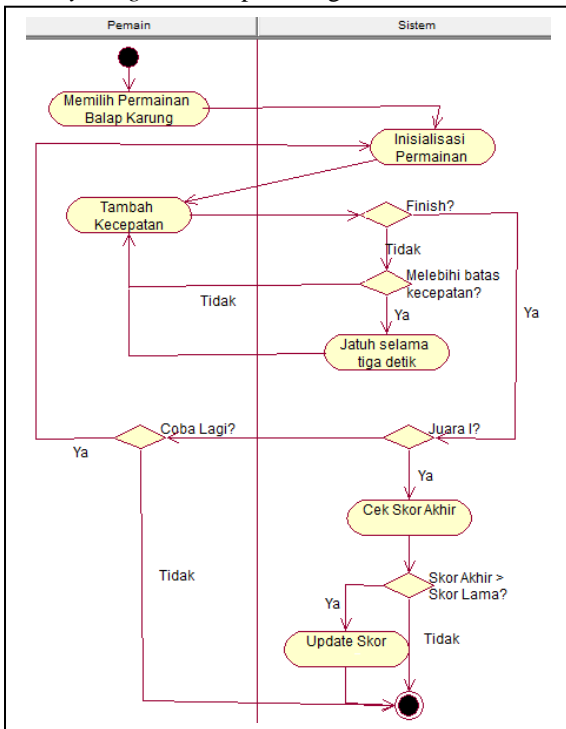 Pemain
Sistem
Memilih Permainan
Balap Karung
Inisialisasi
Permainan
Tambah
Kecepatan
Finish?
Tidak
Melebihi batas
kecepatan?
Tidak
Ya
Ya
Jatuh selama
tiga detik
Coba Lagi?
Juara I?
Ya
Ya
Cek Skor Akhir
Tidak
Skor Akhir >
Skor Lama?
Ya
Update Skor
Tidak